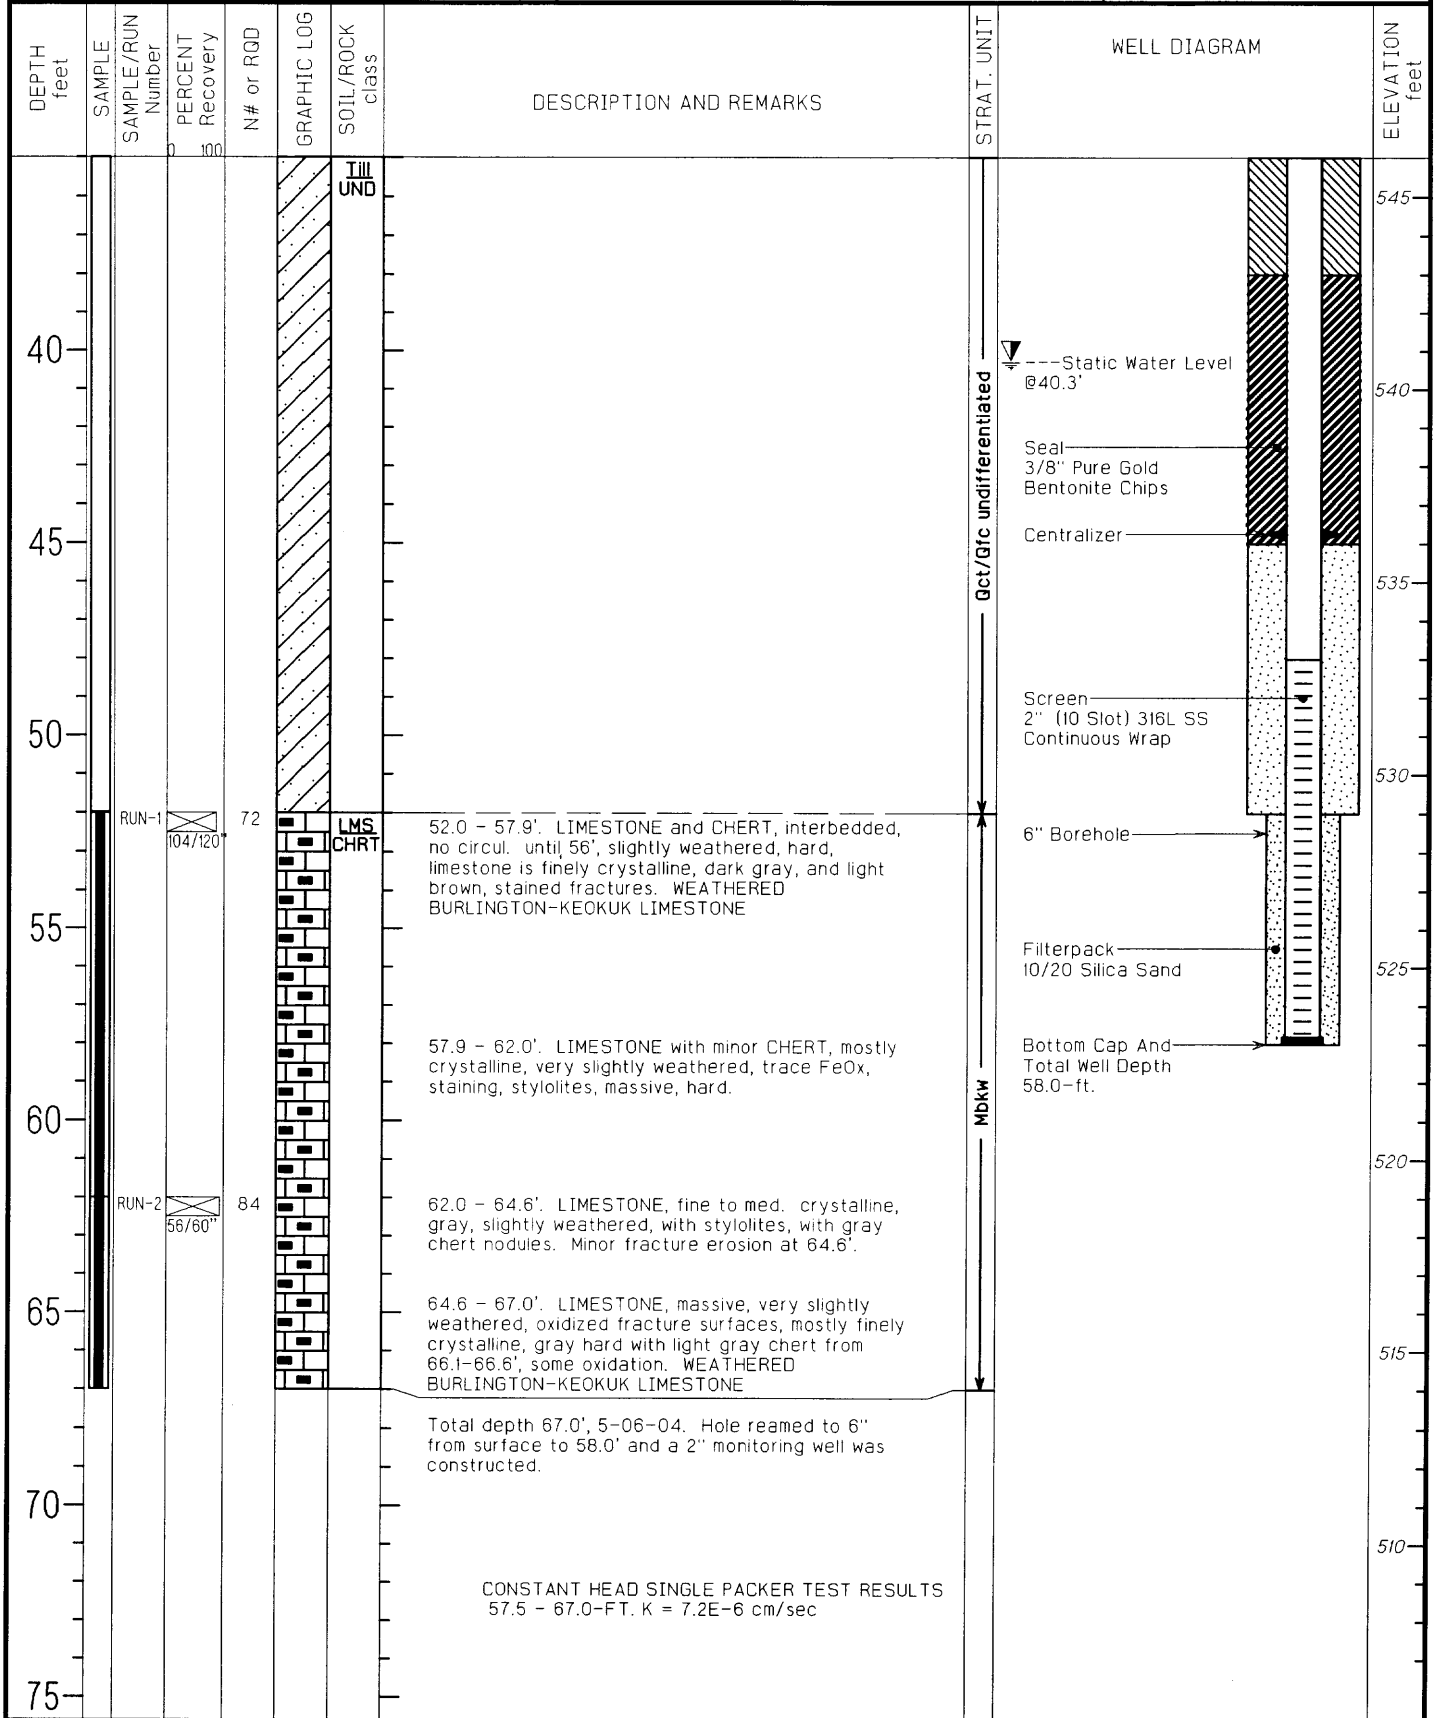 DEPTH
feet
SAMPLE
SAMPLE/RUN
Number
PERCENT
Recovery
0 100
N# or RQD
GRAPHIC LOG
SOIL/ROCK
class
DESCRIPTION AND REMARKS
STRAT. UNIT
WELL DIAGRAM
ELEVATION
feet
Till
UND
545
40
---Static Water Level
@40.3'
540
Qct/Qfc undifferentiated
Seal
3/8" Pure Gold
Bentonite Chips
45
Centralizer
535
Screen
2" (10 Slot) 316L SS
Continuous Wrap
50
530
RUN-1
104/120"
72
LMS
CHRT
52.0 - 57.9'. LIMESTONE and CHERT, interbedded,
no circul. until 56', slightly weathered, hard,
limestone is finely crystalline, dark gray, and light
brown, stained fractures. WEATHERED
BURLINGTON-KEOKUK LIMESTONE
6" Borehole
55
Filterpack
10/20 Silica Sand
525
57.9 - 62.0'. LIMESTONE with minor CHERT, mostly
crystalline, very slightly weathered, trace FeOx,
staining, stylolites, massive, hard.
Bottom Cap And
Total Well Depth
58.0-ft.
Mbkw
60
520
RUN-2
56/60"
84
62.0 - 64.6'. LIMESTONE, fine to med. crystalline,
gray, slightly weathered, with stylolites, with gray
chert nodules. Minor fracture erosion at 64.6'.
65
64.6 - 67.0'. LIMESTONE, massive, very slightly
weathered, oxidized fracture surfaces, mostly finely
crystalline, gray hard with light gray chert from
66.1-66.6', some oxidation. WEATHERED
BURLINGTON-KEOKUK LIMESTONE
515
Total depth 67.0', 5-06-04. Hole reamed to 6"
from surface to 58.0' and a 2" monitoring well was
constructed.
70
510
CONSTANT HEAD SINGLE PACKER TEST RESULTS
57.5 - 67.0-FT. K = 7.2E-6 cm/sec
75